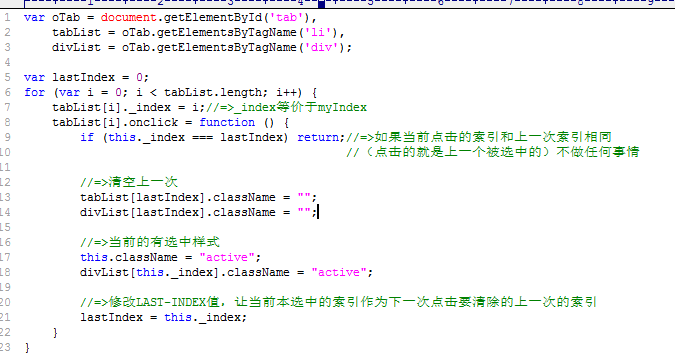 ----+----1----+----2----+----3----+----4----+----5----+----6----+----7----+----8----+----9---
1 var oTab = document.getElementById('tab'),
2     tabList = oTab.getElementsByTagName('li'),
3     divList = oTab.getElementsByTagName('div');
4
5 var lastIndex = 0;
6 for (var i = 0; i < tabList.length; i++) {
7     tabList[i]._index = i;//=>_index等价于myIndex
8     tabList[i].onclick = function () {
9         if (this._index === lastIndex) return;//=>如果当前点击的索引和上一次索引相同
10                                               //（点击的就是上一个被选中的）不做任何事情
11
12         //=>清空上一次
13         tabList[lastIndex].className = "";
14         divList[lastIndex].className = "";
15
16         //=>当前的有选中样式
17         this.className = "active";
18         divList[this._index].className = "active";
19
20         //=>修改LAST-INDEX值，让当前本选中的索引作为下一次点击要清除的上一次的索引
21         lastIndex = this._index;
22     }
23 }